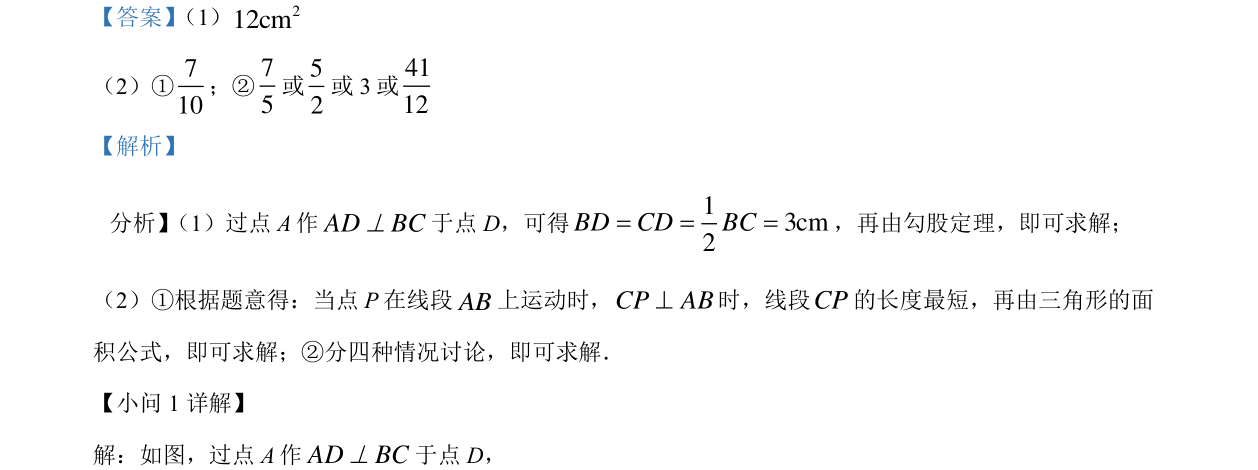 【答案】（1）12cm²
（2）①7/10；②7/5或5/2或 3 或41/12
【解析】
分析】（1）过点 A 作 AD ⊥ BC 于点 D，可得 BD = CD = 1/2 BC = 3cm，再由勾股定理，即可求解；
（2）①根据题意得：当点 P 在线段 AB 上运动时，CP ⊥ AB 时，线段 CP 的长度最短，再由三角形的面
积公式，即可求解；②分四种情况讨论，即可求解．
【小问 1 详解】
解：如图，过点 A 作 AD ⊥ BC 于点 D，